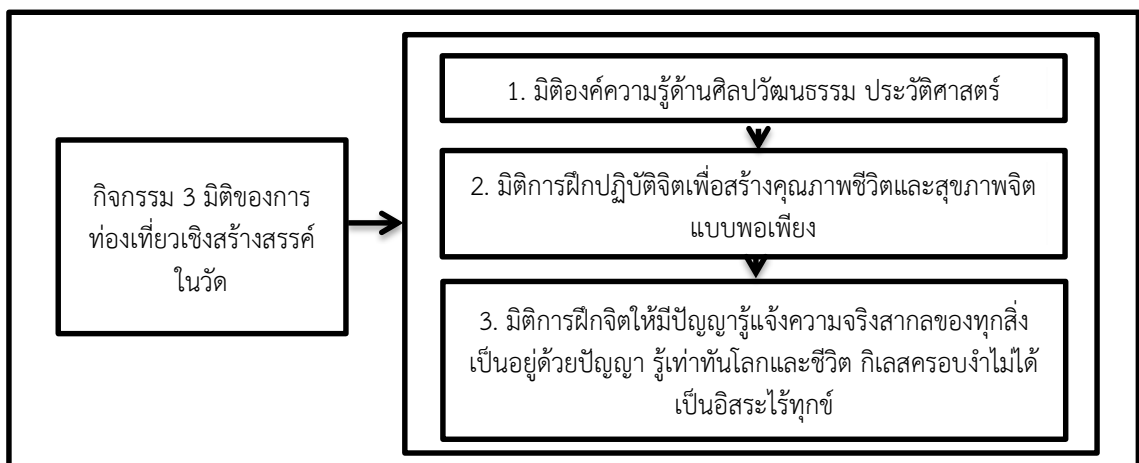 กิจกรรม 3 มิติของการ
ท่องเที่ยวเชิงสร้างสรรค์
ในวัด
1. มิติองค์ความรู้ด้านศิลปวัฒนธรรม ประวัติศาสตร์
2. มิติการฝึกปฏิบัติจิตเพื่อสร้างคุณภาพชีวิตและสุขภาพจิต
แบบพอเพียง
3. มิติการฝึกจิตให้มีปัญญารู้แจ้งความจริงสากลของทุกสิ่ง
เป็นอยู่ด้วยปัญญา รู้เท่าทันโลกและชีวิต กิเลสครอบงำไม่ได้
เป็นอิสระไร้ทุกข์